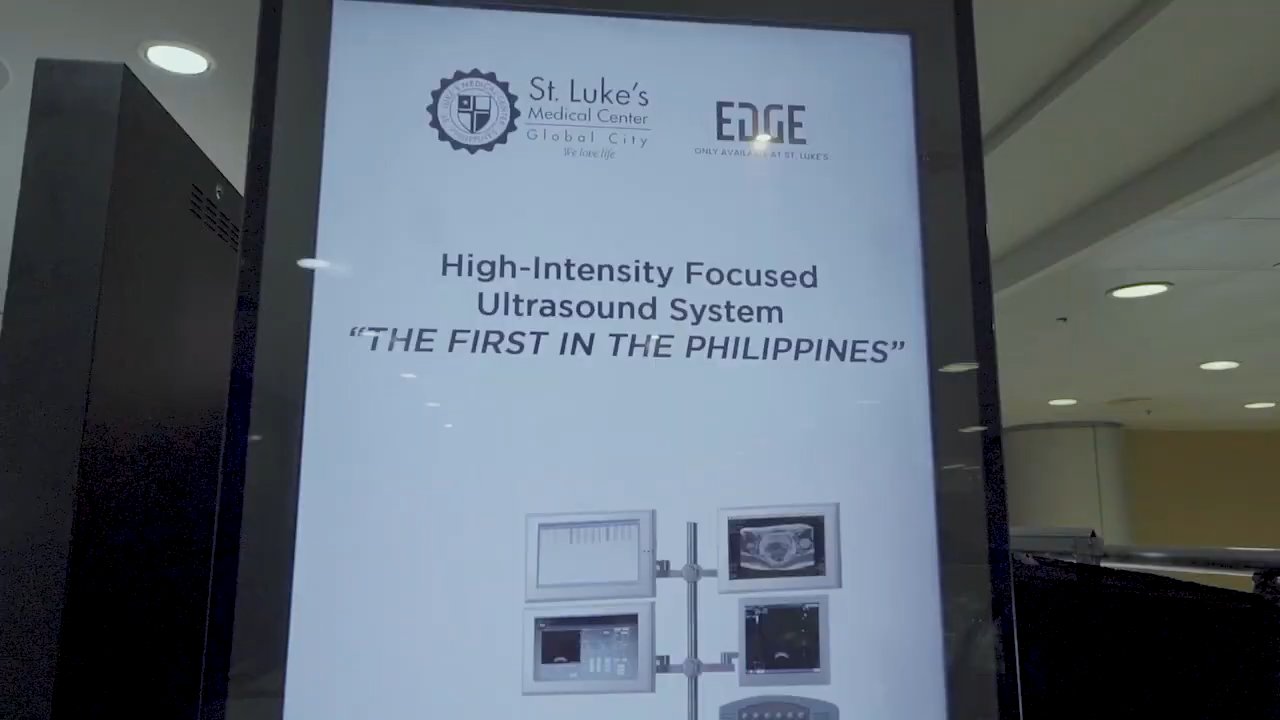 St. Luke's
Medical Center
Global City
We love life
EDGE
ONLY AVAILABLE AT ST. LUKE'S
High-Intensity Focused
Ultrasound System
“THE FIRST IN THE PHILIPPINES”